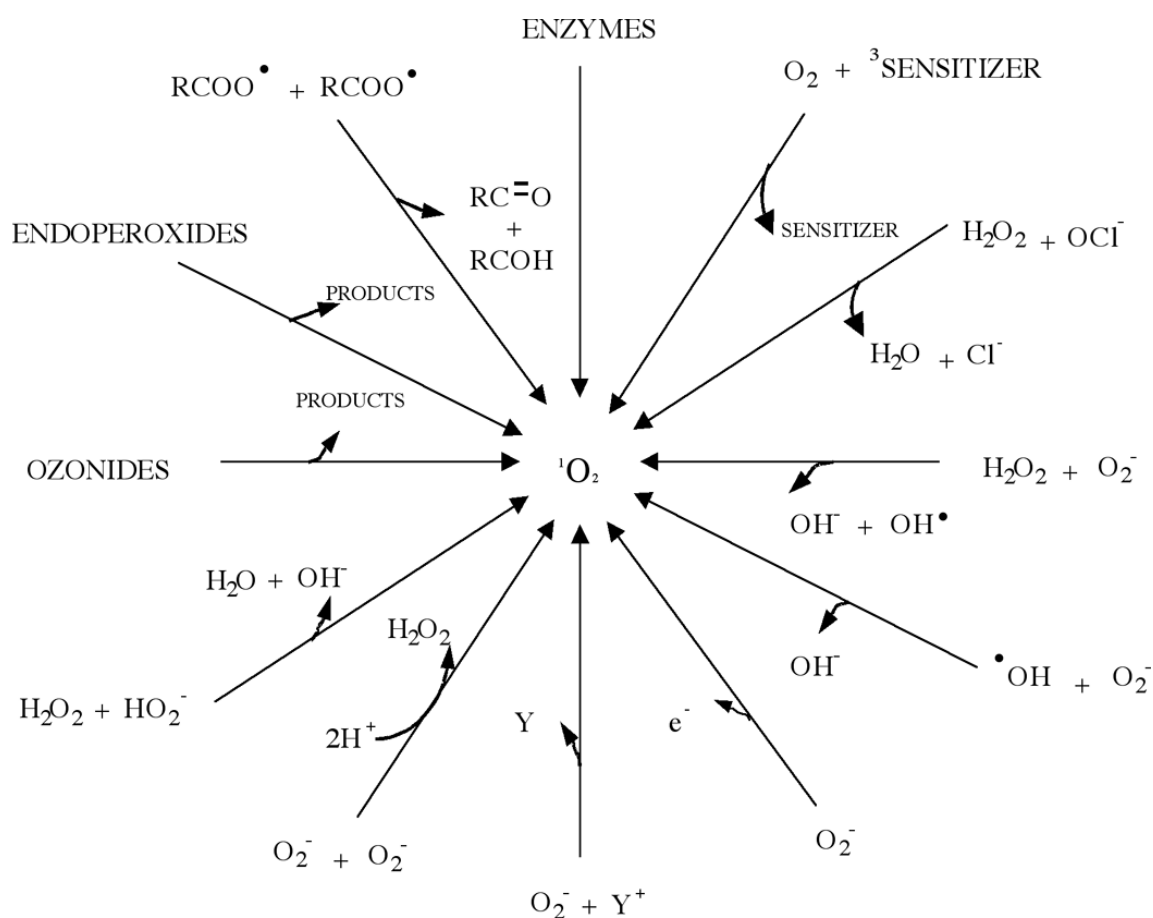 ENZYMES
RCOO• + RCOO•
O₂ + ³SENSITIZER
RC=O
+
RCOH
SENSITIZER
H₂O₂ + OCl⁻
ENDOPEROXIDES
PRODUCTS
H₂O + Cl⁻
PRODUCTS
OZONIDES
¹O₂
H₂O₂ + O₂⁻
OH⁻ + OH•
H₂O + OH⁻
H₂O₂
OH⁻
•OH + O₂⁻
H₂O₂ + HO₂⁻
2H⁺
Y
e⁻
O₂⁻ + O₂⁻
O₂⁻
O₂⁻ + Y⁺